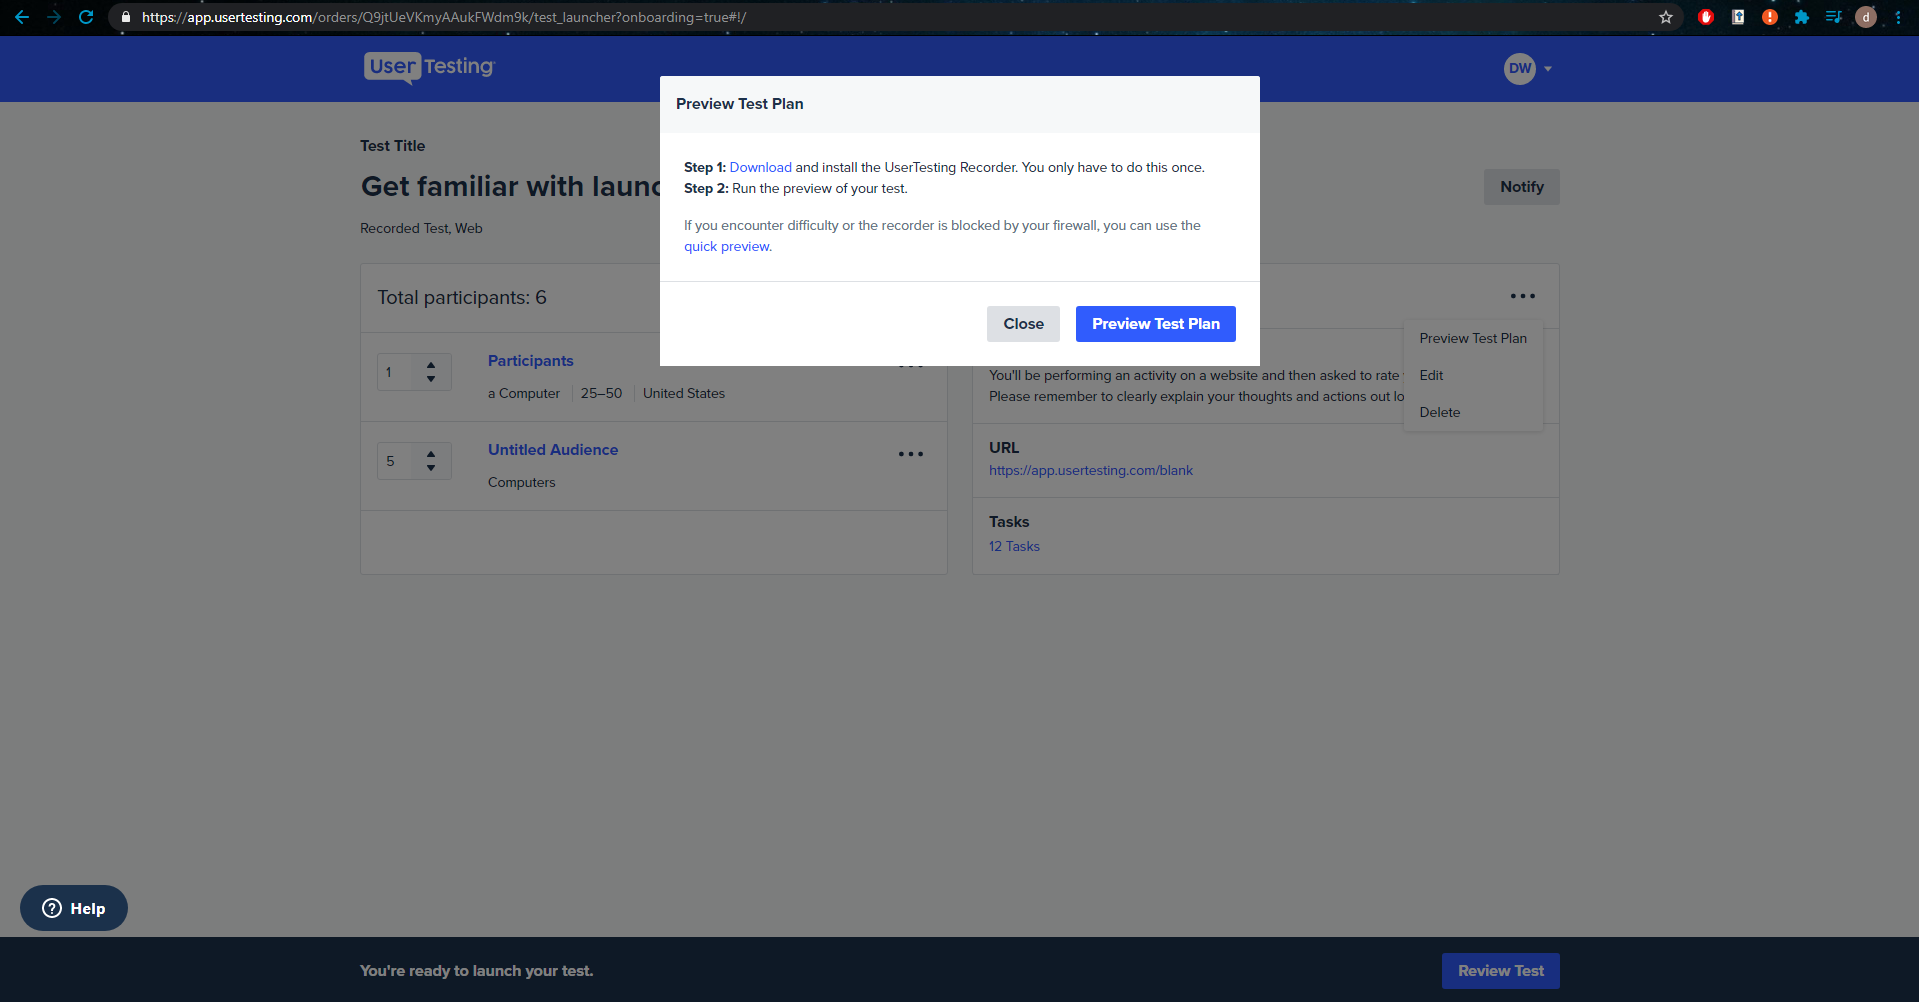 https://app.usertesting.com/orders/Q9jtUeVKmyAAukFWdm9k/test_launcher?onboarding=true#!/
d
User Testing
DW
Preview Test Plan
Step 1: Download and install the UserTesting Recorder. You only have to do this once.
Step 2: Run the preview of your test.
If you encounter difficulty or the recorder is blocked by your firewall, you can use the
quick preview.
Close
Preview Test Plan
Test Title
Get familiar with launc
Notify
Recorded Test, Web
Total participants: 6
1
Participants
a Computer
25–50
United States
5
Untitled Audience
Computers
Preview Test Plan
Edit
Delete
You'll be performing an activity on a website and then asked to rate
Please remember to clearly explain your thoughts and actions out lo
URL
https://app.usertesting.com/blank
Tasks
12 Tasks
? Help
You're ready to launch your test.
Review Test